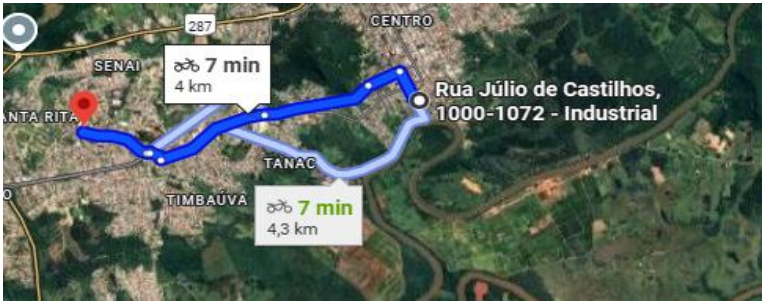 CENTRO
287
7 min
4 km
SENAI
Rua Júlio de Castilhos,
1000-1072 - Industrial
ANTA RITA
TANAC
TIMBAÚVA
O
7 min
4,3 km